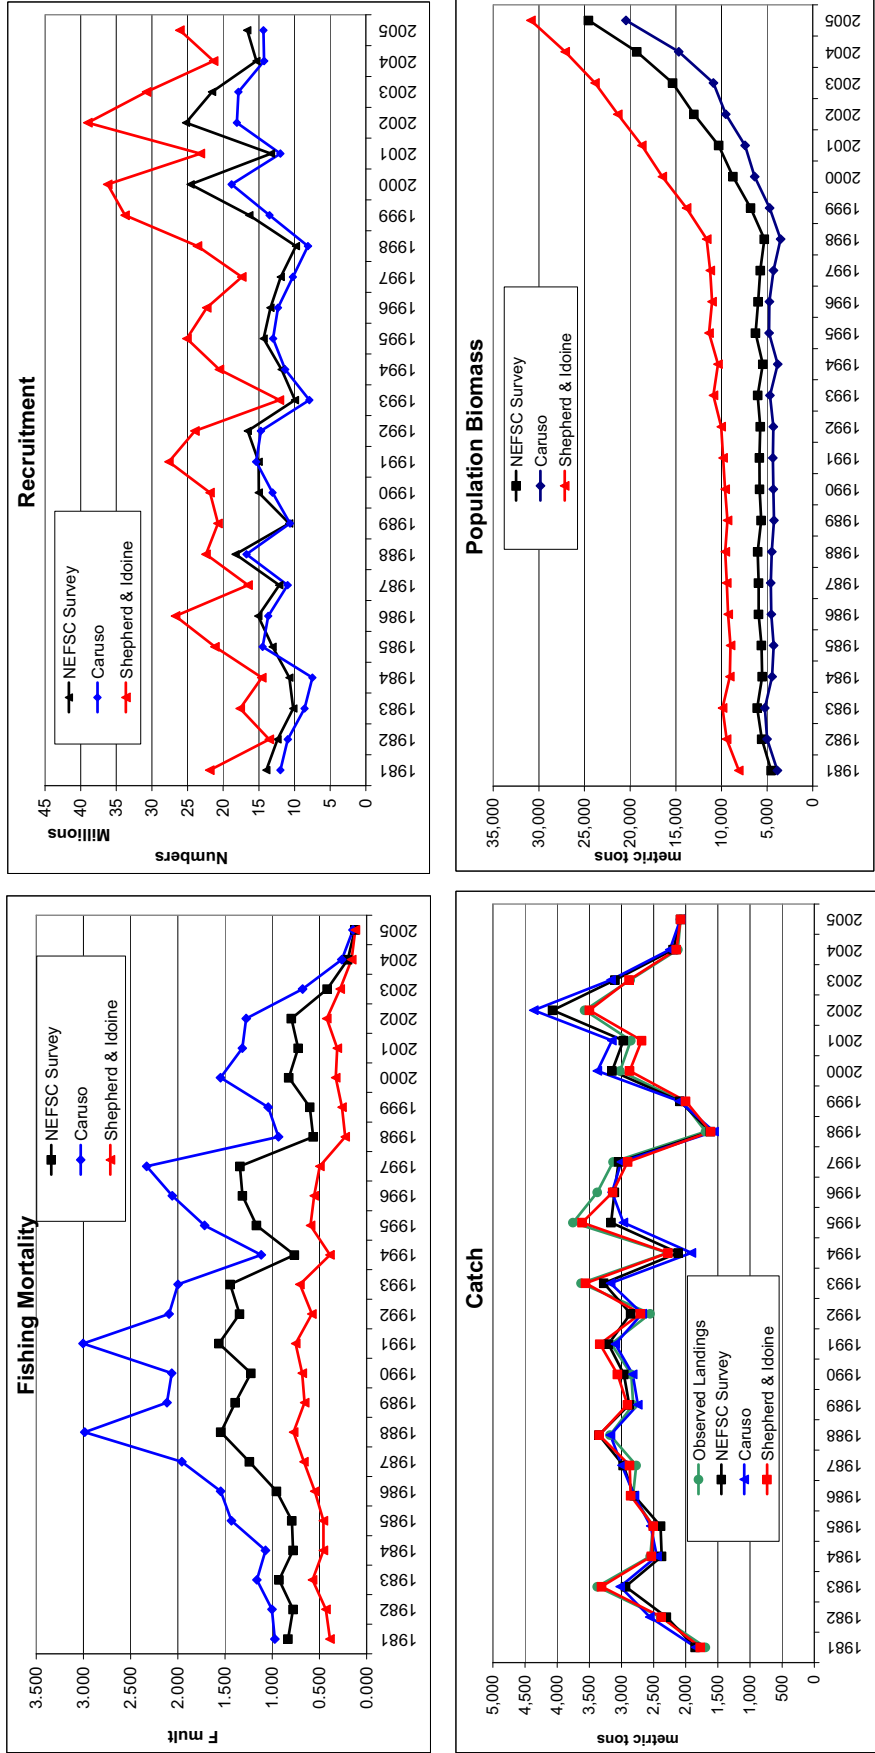 Fishing Mortality
3.500
3.000
2.500
2.000
1.500
1.000
0.500
0.000
F mult
NEFSC Survey
Caruso
Shepherd & Idoine
1981 1982 1983 1984 1985 1986 1987 1988 1989 1990 1991 1992 1993 1994 1995 1996 1997 1998 1999 2000 2001 2002 2003 2004 2005
Recruitment
45
40
35
30
25
20
15
10
5
0
Millions
Numbers
NEFSC Survey
Caruso
Shepherd & Idoine
1981 1982 1983 1984 1985 1986 1987 1988 1989 1990 1991 1992 1993 1994 1995 1996 1997 1998 1999 2000 2001 2002 2003 2004 2005
Catch
5,000
4,500
4,000
3,500
3,000
2,500
2,000
1,500
1,000
500
0
metric tons
Observed Landings
NEFSC Survey
Caruso
Shepherd & Idoine
1981 1982 1983 1984 1985 1986 1987 1988 1989 1990 1991 1992 1993 1994 1995 1996 1997 1998 1999 2000 2001 2002 2003 2004 2005
Population Biomass
35,000
30,000
25,000
20,000
15,000
10,000
5,000
0
metric tons
NEFSC Survey
Caruso
Shepherd & Idoine
1981 1982 1983 1984 1985 1986 1987 1988 1989 1990 1991 1992 1993 1994 1995 1996 1997 1998 1999 2000 2001 2002 2003 2004 2005